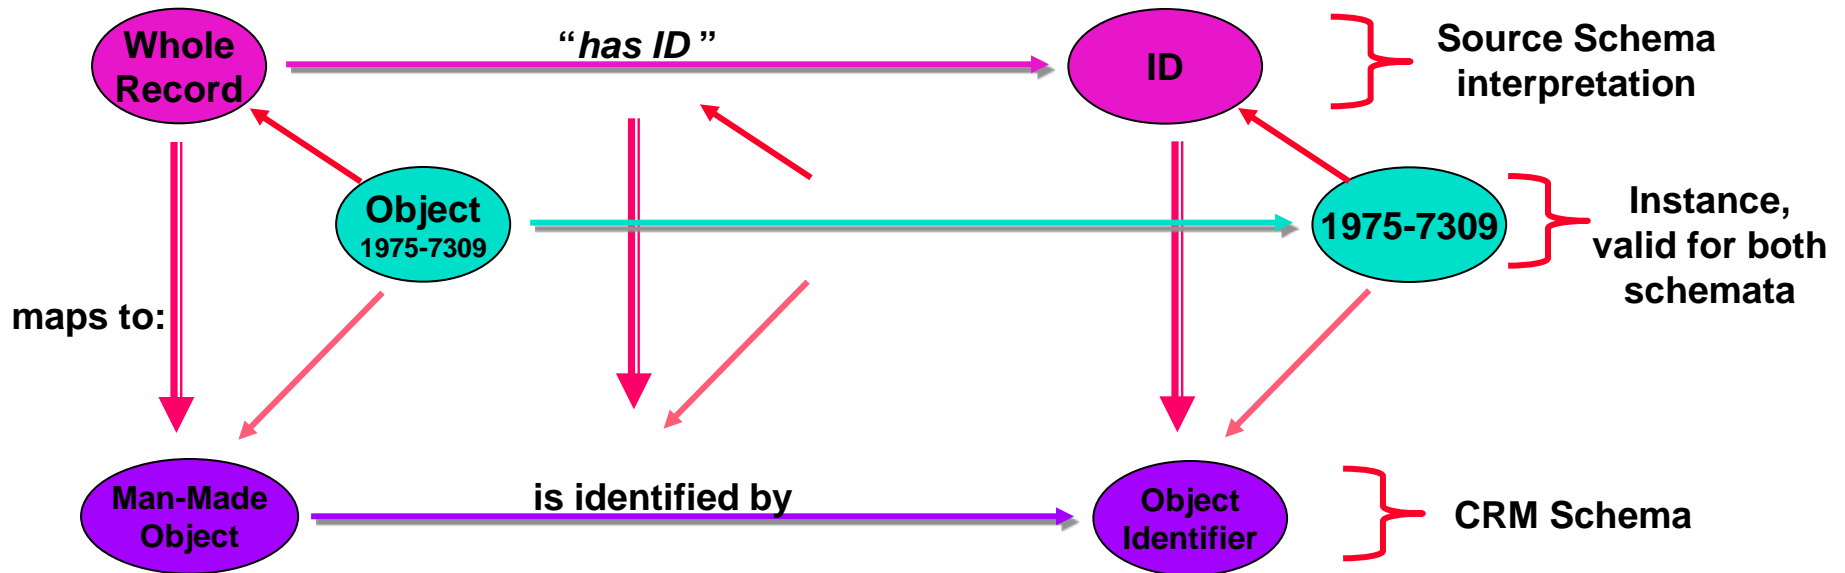 Whole
Record
“has ID ”
ID
Source Schema
interpretation
Object
1975-7309
1975-7309
Instance,
valid for both
schemata
maps to:
Man-Made
Object
is identified by
Object
Identifier
CRM Schema